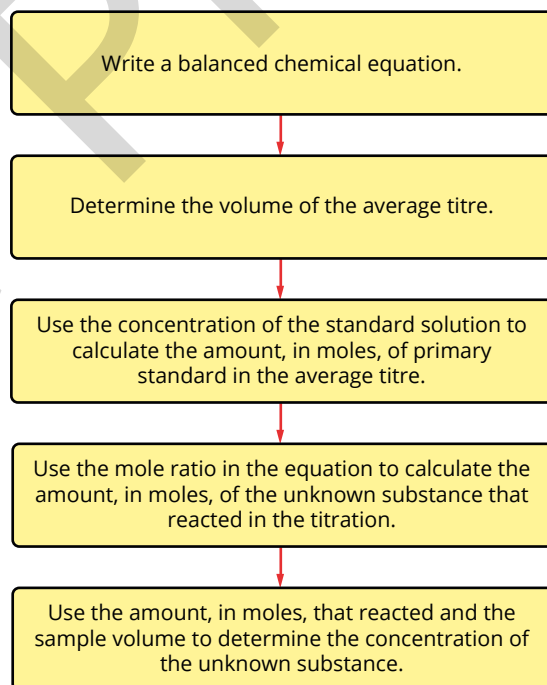 Write a balanced chemical equation.
Determine the volume of the average titre.
Use the concentration of the standard solution to
calculate the amount, in moles, of primary
standard in the average titre.
Use the mole ratio in the equation to calculate the
amount, in moles, of the unknown substance that
reacted in the titration.
Use the amount, in moles, that reacted and the
sample volume to determine the concentration of
the unknown substance.